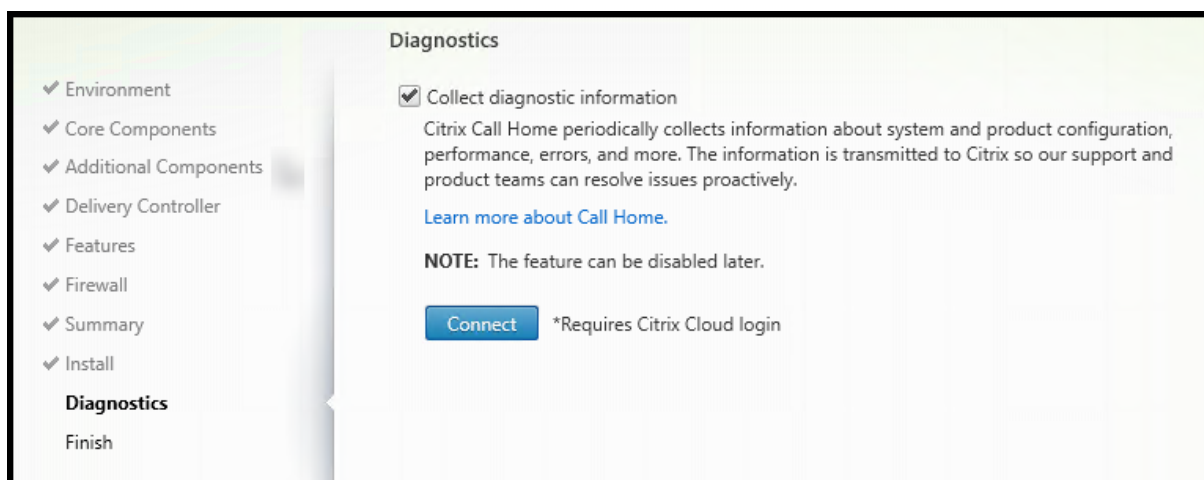 Diagnostics
Environment
Core Components
Additional Components
Delivery Controller
Features
Firewall
Summary
Install
Diagnostics
Finish
Collect diagnostic information
Citrix Call Home periodically collects information about system and product configuration,
performance, errors, and more. The information is transmitted to Citrix so our support and
product teams can resolve issues proactively.
Learn more about Call Home.
NOTE: The feature can be disabled later.
Connect *Requires Citrix Cloud login